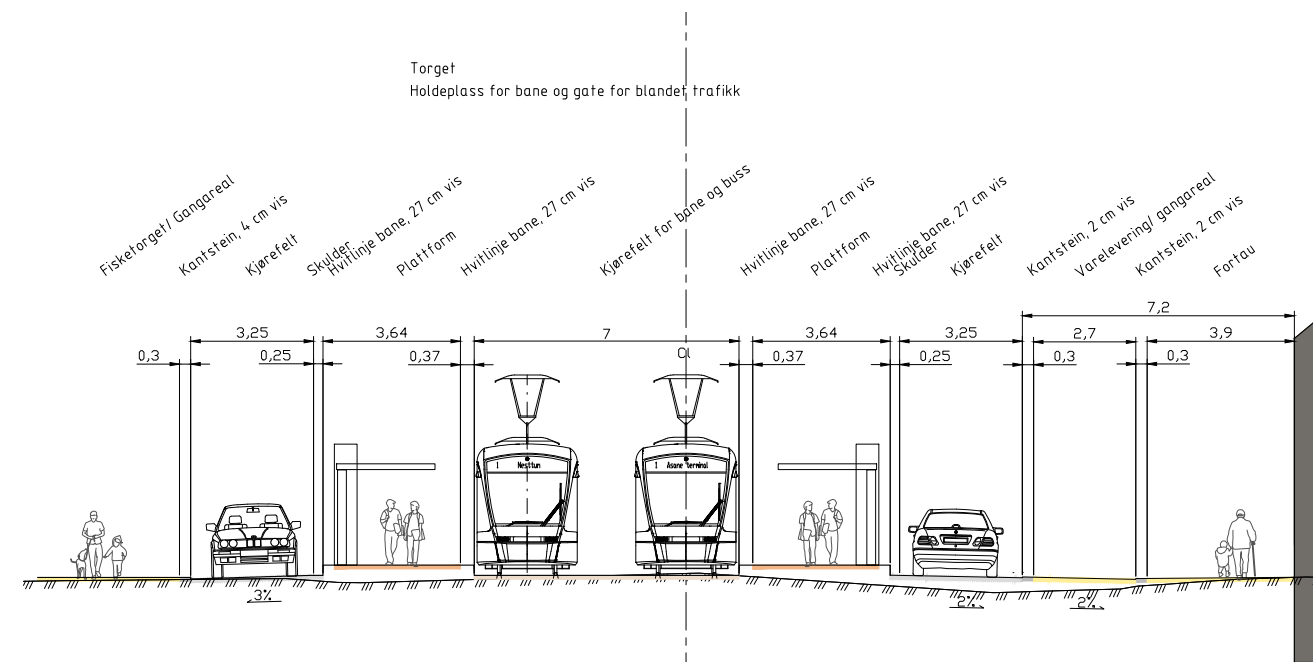 Torget
Holdeplass for bane og gate for blandet trafikk
Fisketorget/ Gangareal
Kantstein, 4 cm vis
Kjørefelt
Skulder
Hvitlinje bane, 27 cm vis
Plattform
Hvitlinje bane, 27 cm vis
Kjørefelt for bane og buss
Hvitlinje bane, 27 cm vis
Plattform
Hvitlinje bane, 27 cm vis
Skulder
Kjørefelt
Kantstein, 2 cm vis
Varelevering/ gangareal
Kantstein, 2 cm vis
Fortau
7,2
3,25
3,64
7
3,64
3,25
2,7
3,9
0,3
0,25
0,37
CL
0,37
0,25
0,3
0,3
1 Nesttun
1 Åsane terminal
3%
2%
2%